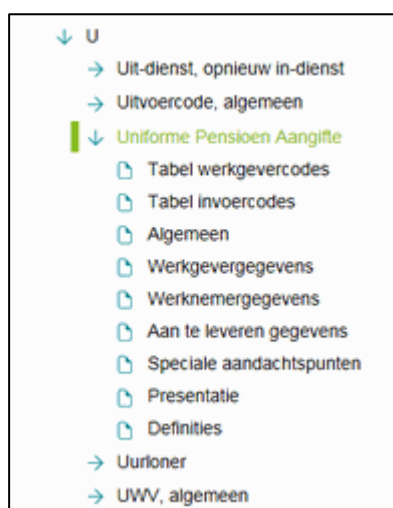 U
Uit-dienst, opnieuw in-dienst
Uitvoercode, algemeen
Uniforme Pensioen Aangifte
Tabel werkgevercodes
Tabel invoercodes
Algemeen
Werkgevergegevens
Werknemergegevens
Aan te leveren gegevens
Speciale aandachtspunten
Presentatie
Definities
Uurloner
UWV, algemeen